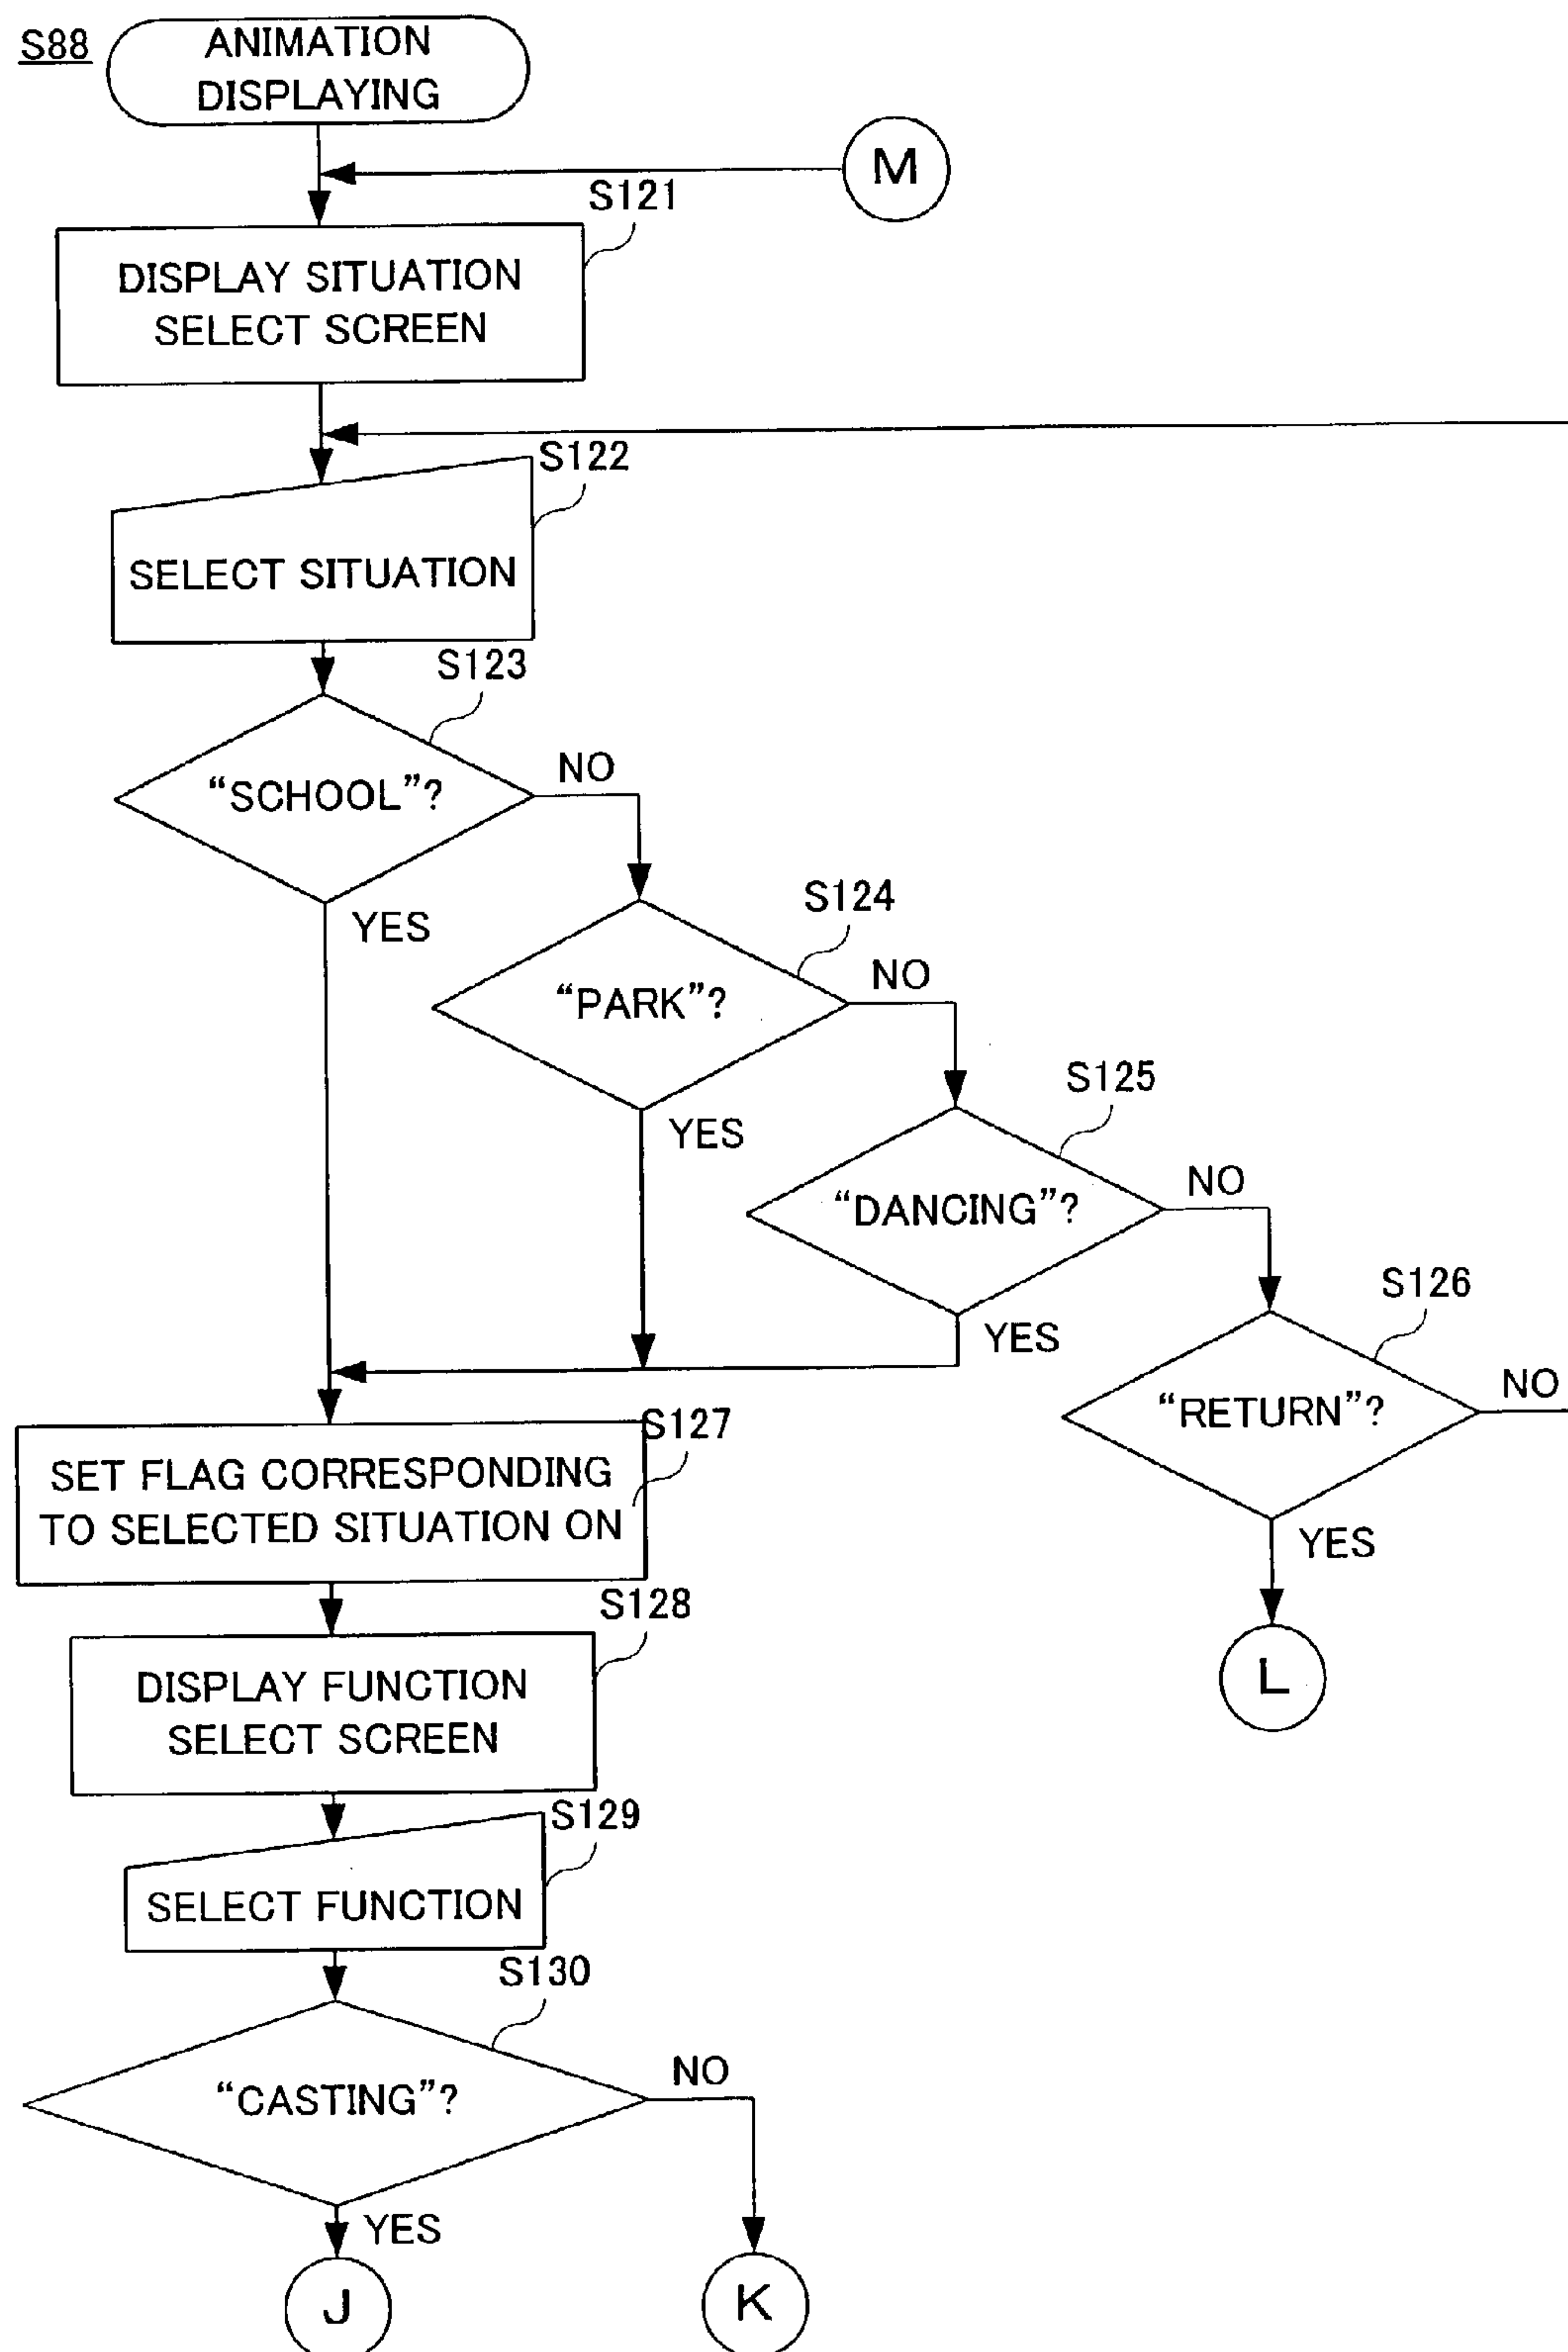 S88
ANIMATION
DISPLAYING
M
S121
DISPLAY SITUATION
SELECT SCREEN
S122
SELECT SITUATION
S123
“SCHOOL”?
NO
YES
S124
“PARK”?
NO
YES
S125
“DANCING”?
NO
YES
S126
“RETURN”?
NO
YES
L
S127
SET FLAG CORRESPONDING
TO SELECTED SITUATION ON
S128
DISPLAY FUNCTION
SELECT SCREEN
S129
SELECT FUNCTION
S130
“CASTING”?
NO
YES
J
K